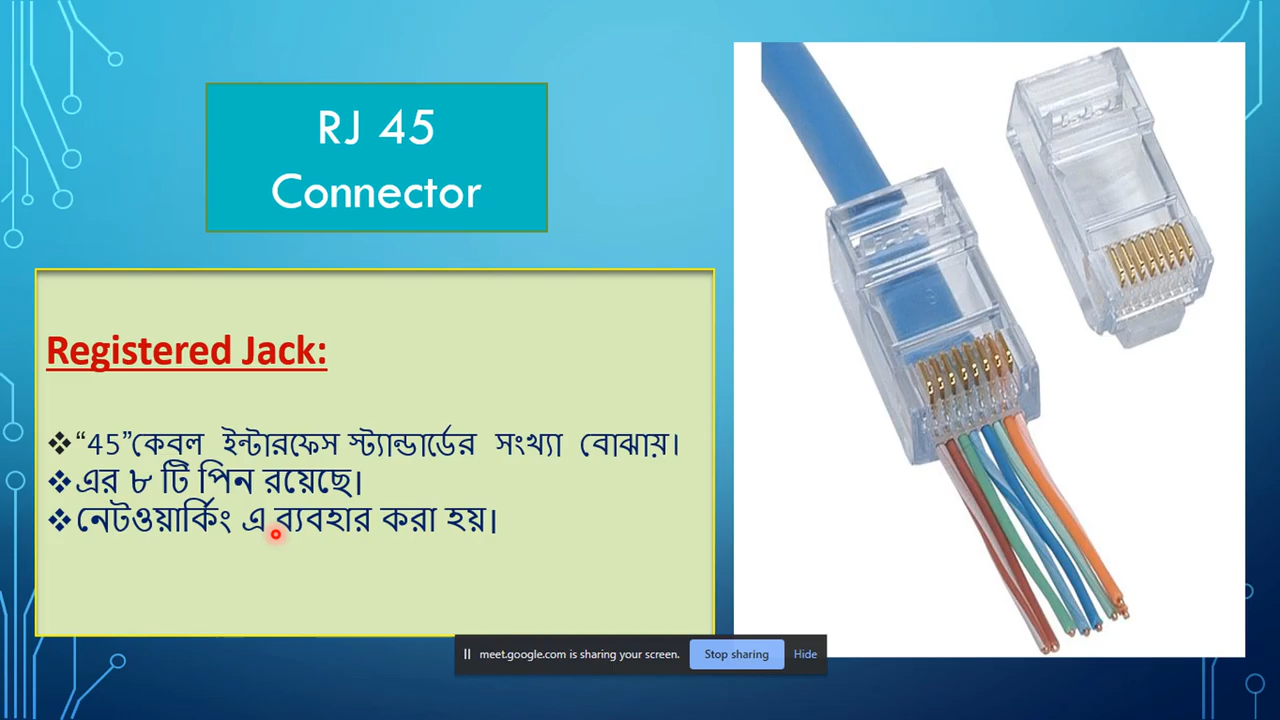 RJ 45
Connector
Registered Jack:
❖“45”কেবল ইন্টারফেস স্ট্যান্ডার্ডের সংখ্যা বোঝায়।
❖এর ৮ টি পিন রয়েছে।
❖নেটওয়ার্কিং এ ব্যবহার করা হয়।
meet.google.com is sharing your screen. Stop sharing Hide